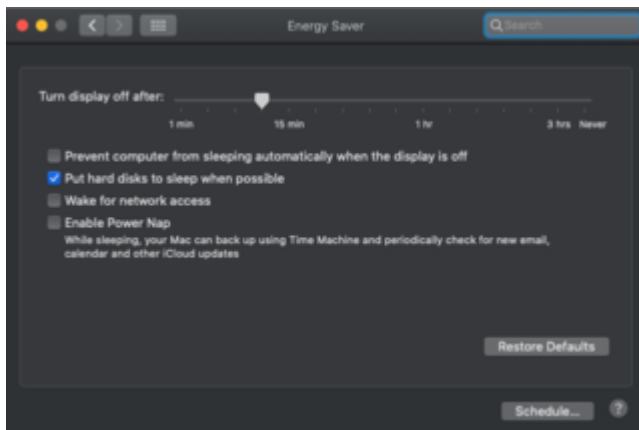 Energy Saver
Search
Turn display off after:
1 min 15 min 1 hr 3 hrs Never
Prevent computer from sleeping automatically when the display is off
Put hard disks to sleep when possible
Wake for network access
Enable Power Nap
While sleeping, your Mac can back up using Time Machine and periodically check for new email,
calendar and other iCloud updates
Restore Defaults
Schedule... ?